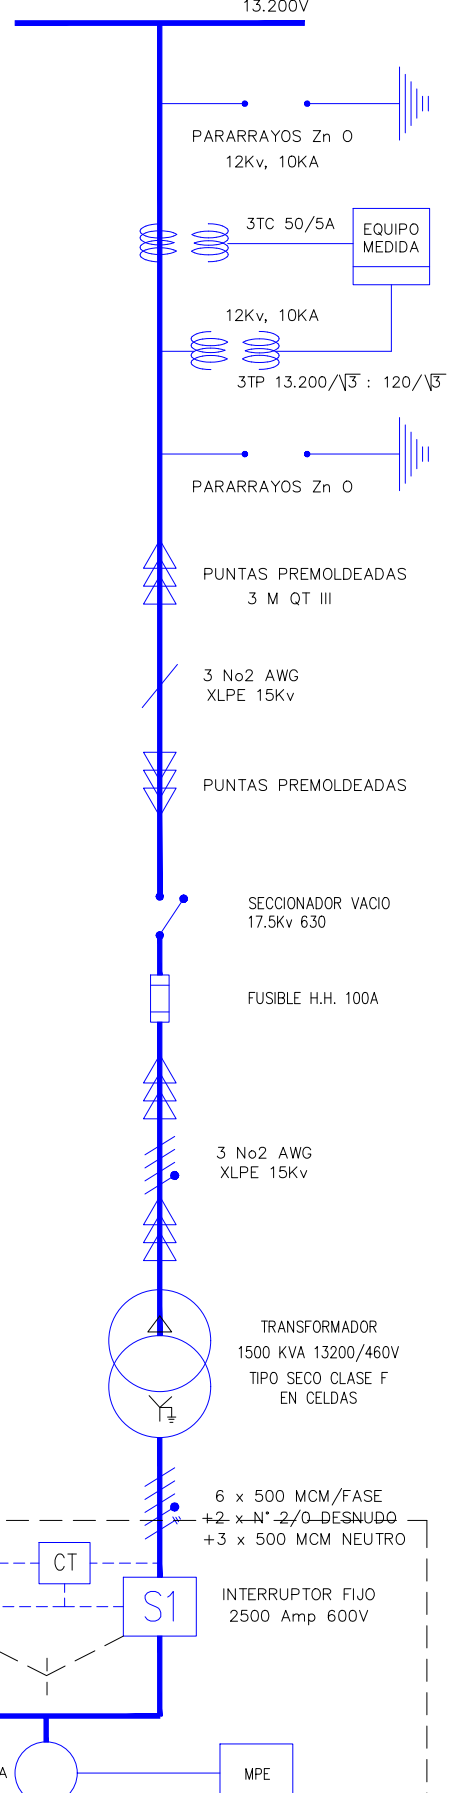 13.200V
PARARRAYOS Zn O
12Kv, 10KA
3TC 50/5A
EQUIPO
MEDIDA
12Kv, 10KA
3TP 13.200/√3 : 120/√3
PARARRAYOS Zn O
PUNTAS PREMOLDEADAS
3 M QT III
3 No2 AWG
XLPE 15Kv
PUNTAS PREMOLDEADAS
SECCIONADOR VACIO
17.5Kv 630
FUSIBLE H.H. 100A
3 No2 AWG
XLPE 15Kv
TRANSFORMADOR
1500 KVA 13200/460V
TIPO SECO CLASE F
EN CELDAS
6 x 500 MCM/FASE
+2 x N° 2/0 DESNUDO
+3 x 500 MCM NEUTRO
CT
S1
INTERRUPTOR FIJO
2500 Amp 600V
A
MPE